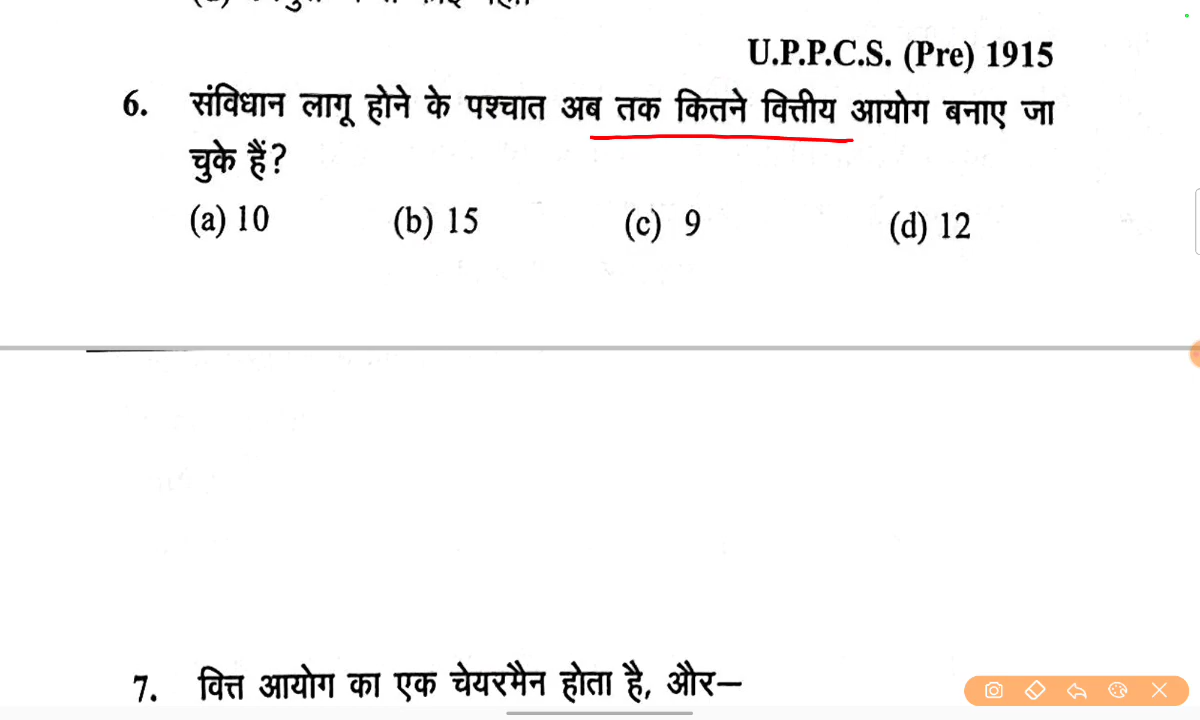 U.P.P.C.S. (Pre) 1915
6. संविधान लागू होने के पश्चात अब तक कितने वित्तीय आयोग बनाए जा
चुके हैं?
(a) 10 (b) 15 (c) 9 (d) 12
7. वित्त आयोग का एक चेयरमैन होता है, और—